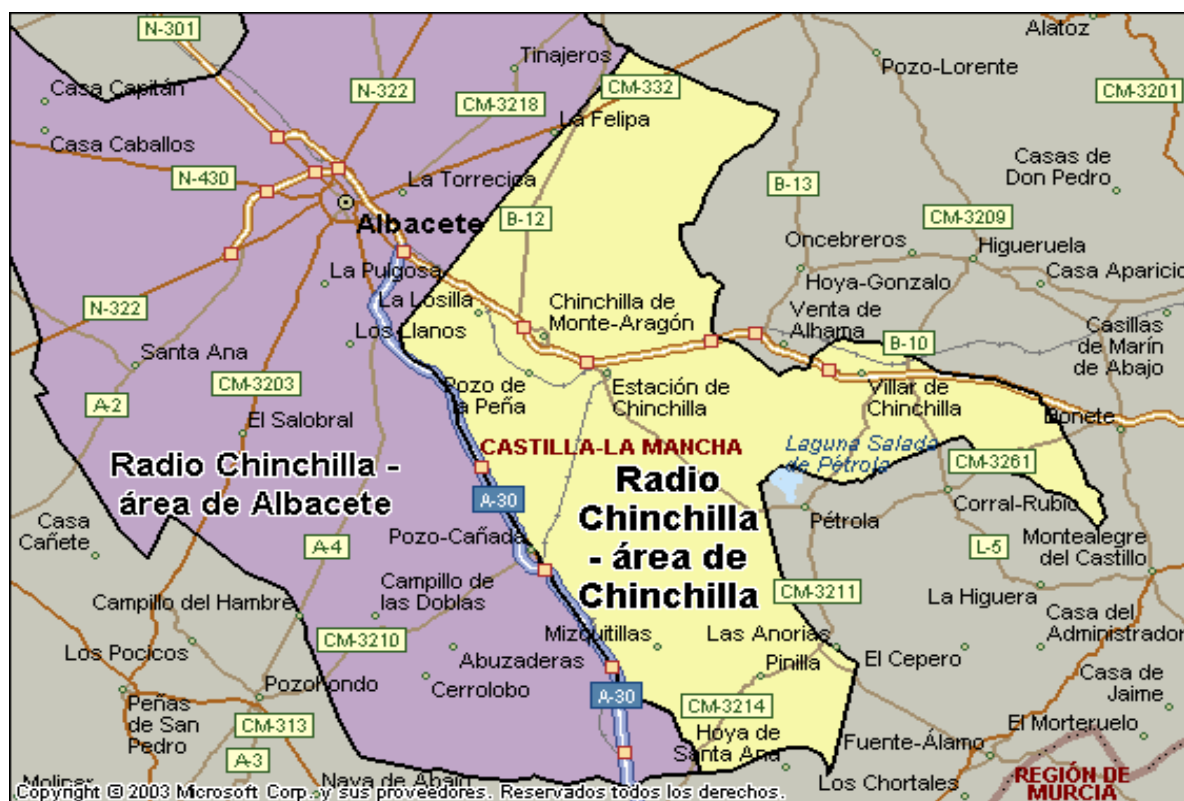 N-301
Alatoz
Tinajeros
Pozo-Lorente
Casa Capitán
N-322
CM-332
CM-3201
CM-3218
La Felipa
Casa Caballos
Casas de
Don Pedro
N-430
La Torrecica
B-13
B-12
CM-3209
Albacete
Oncebreros
Higueruela
La Pulgosa
Hoya-Gonzalo
Casa Aparicio
N-322
La Losilla
Chinchilla de
Monte-Aragón
Venta de
Alhama
Los Llanos
Casillas
de Marín
de Abajo
B-10
Santa Ana
CM-3203
Pozo de
la Peña
Estación de
Chinchilla
Villar de
Chinchilla
A-2
El Salobral
Bonete
CASTILLA-LA MANCHA
Laguna Salada
de Pétrola
Radio Chinchilla -
área de Albacete
CM-3261
Radio
Chinchilla
- área de
Chinchilla
A-30
Corral-Rubio
Pétrola
Casa
Cañete
Pozo-Cañada
A-4
L-5
Montealegre
del Castillo
Campillo de
las Doblas
CM-3211
La Higuera
Campillo del Hambre
CM-3210
Mizquitillas
Las Anorias
Casa del
Administrador
Los Pocicos
Abuzaderas
Pinilla
El Cepero
Pozohondo
Cerrolobo
A-30
Casa de
Jaime
Peñas
de San
Pedro
CM-313
CM-3214
El Morteruelo
Hoya de
Santa Ana
Fuente-Álamo
A-3
Nava de Abajo
Los Chortales
REGIÓN DE
MURCIA
Copyright © 2003 Microsoft Corp. y sus proveedores. Reservados todos los derechos.